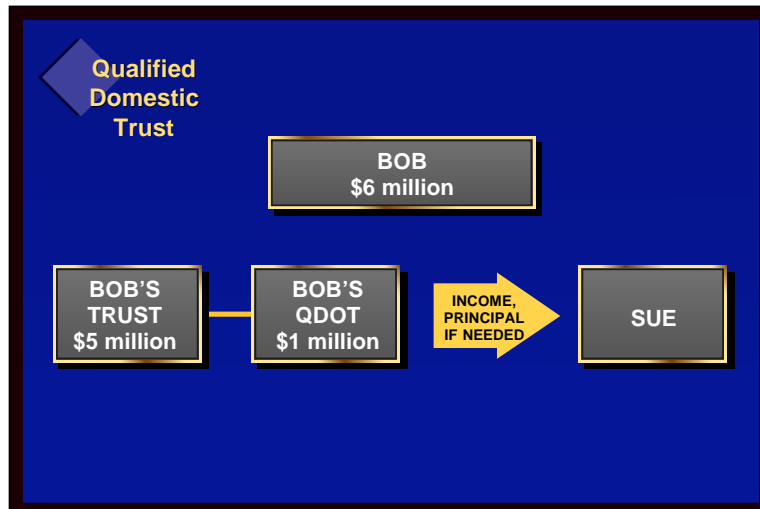 Qualified
Domestic
Trust
BOB
$6 million
BOB'S
TRUST
$5 million
BOB'S
QDOT
$1 million
INCOME,
PRINCIPAL
IF NEEDED
SUE